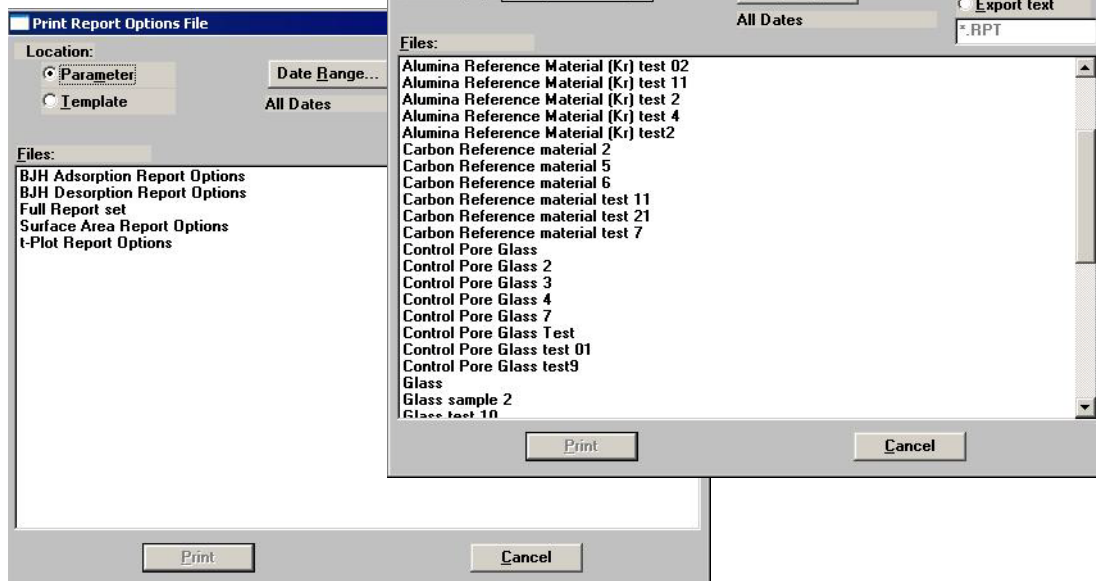 Print Report Options File
Location:
Parameter
Template
Date Range...
All Dates
Files:
BJH Adsorption Report Options
BJH Desorption Report Options
Full Report set
Surface Area Report Options
t-Plot Report Options
Print
Cancel
All Dates
Export text
*.RPT
Files:
Alumina Reference Material (Kr) test 02
Alumina Reference Material (Kr) test 11
Alumina Reference Material (Kr) test 2
Alumina Reference Material (Kr) test 4
Alumina Reference Material (Kr) test2
Carbon Reference material 2
Carbon Reference material 5
Carbon Reference material 6
Carbon Reference material test 11
Carbon Reference material test 21
Carbon Reference material test 7
Control Pore Glass
Control Pore Glass 2
Control Pore Glass 3
Control Pore Glass 4
Control Pore Glass 7
Control Pore Glass Test
Control Pore Glass test 01
Control Pore Glass test9
Glass
Glass sample 2
Glass test 10
Print
Cancel